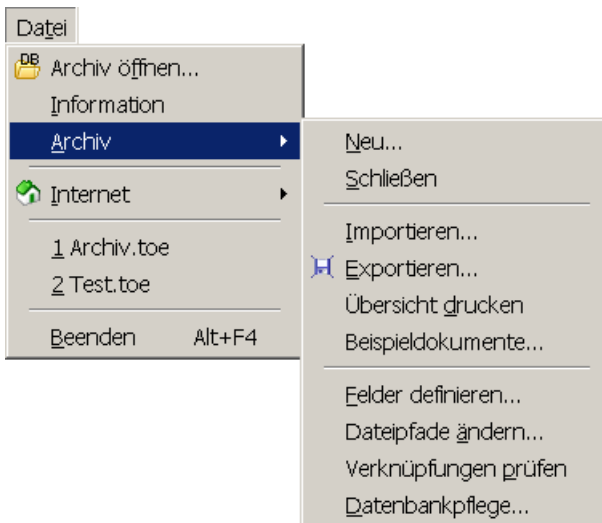 Datei
DB
Archiv öffnen...
Information
Archiv
Internet
1 Archiv.toe
2 Test.toe
Beenden Alt+F4
Neu...
Schließen
Importieren...
Exportieren...
Übersicht drucken
Beispieldokumente...
Felder definieren...
Dateipfade ändern...
Verknüpfungen prüfen
Datenbankpflege...